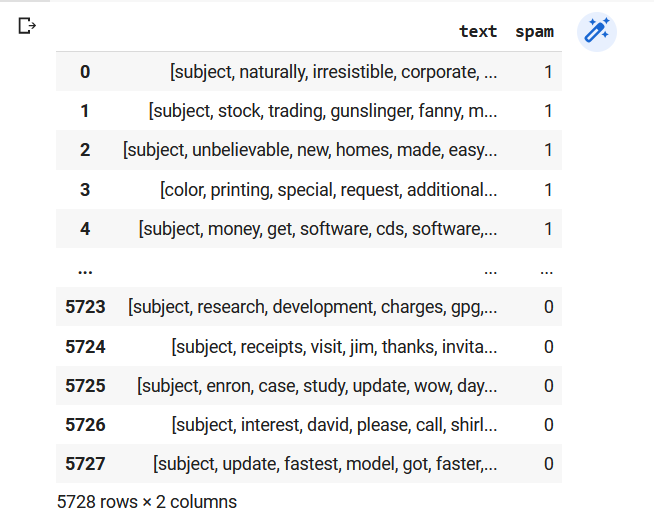 text spam
0 [subject, naturally, irresistible, corporate, ... 1
1 [subject, stock, trading, gunslinger, fanny, m... 1
2 [subject, unbelievable, new, homes, made, easy... 1
3 [color, printing, special, request, additional... 1
4 [subject, money, get, software, cds, software,... 1
... ... ...
5723 [subject, research, development, charges, gpg,... 0
5724 [subject, receipts, visit, jim, thanks, invita... 0
5725 [subject, enron, case, study, update, wow, day... 0
5726 [subject, interest, david, please, call, shirl... 0
5727 [subject, update, fastest, model, got, faster,... 0
5728 rows × 2 columns